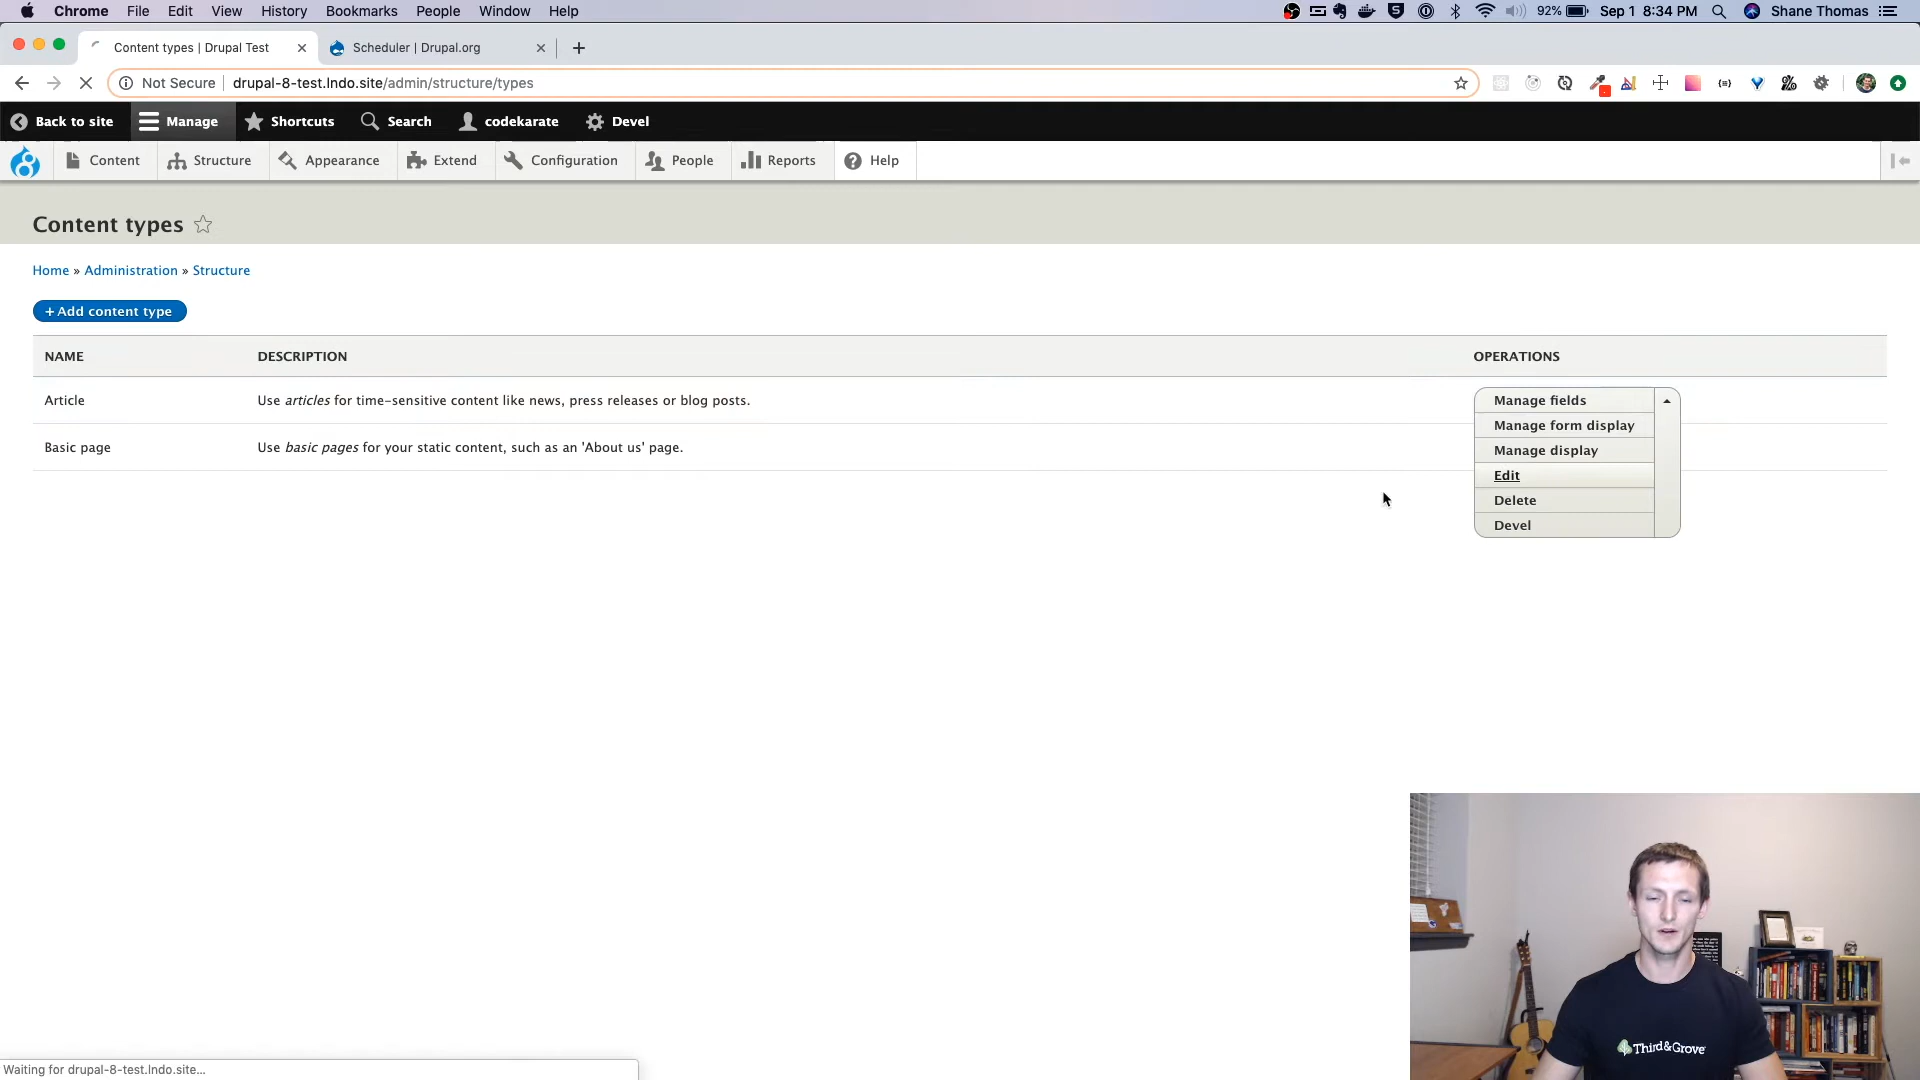 Chrome File Edit View History Bookmarks People Window Help 92% Sep 1 8:34 PM Shane Thomas
Content types | Drupal Test
Scheduler | Drupal.org
Not Secure drupal-8-test.lndo.site/admin/structure/types
Back to site Manage Shortcuts Search codekarate Devel
Content Structure Appearance Extend Configuration People Reports Help
Content types
Home » Administration » Structure
+ Add content type
NAME DESCRIPTION OPERATIONS
Article Use articles for time-sensitive content like news, press releases or blog posts. Manage fields
Manage form display
Basic page Use basic pages for your static content, such as an 'About us' page. Manage display
Edit
Delete
Devel
Third&Grove
Waiting for drupal-8-test.lndo.site...